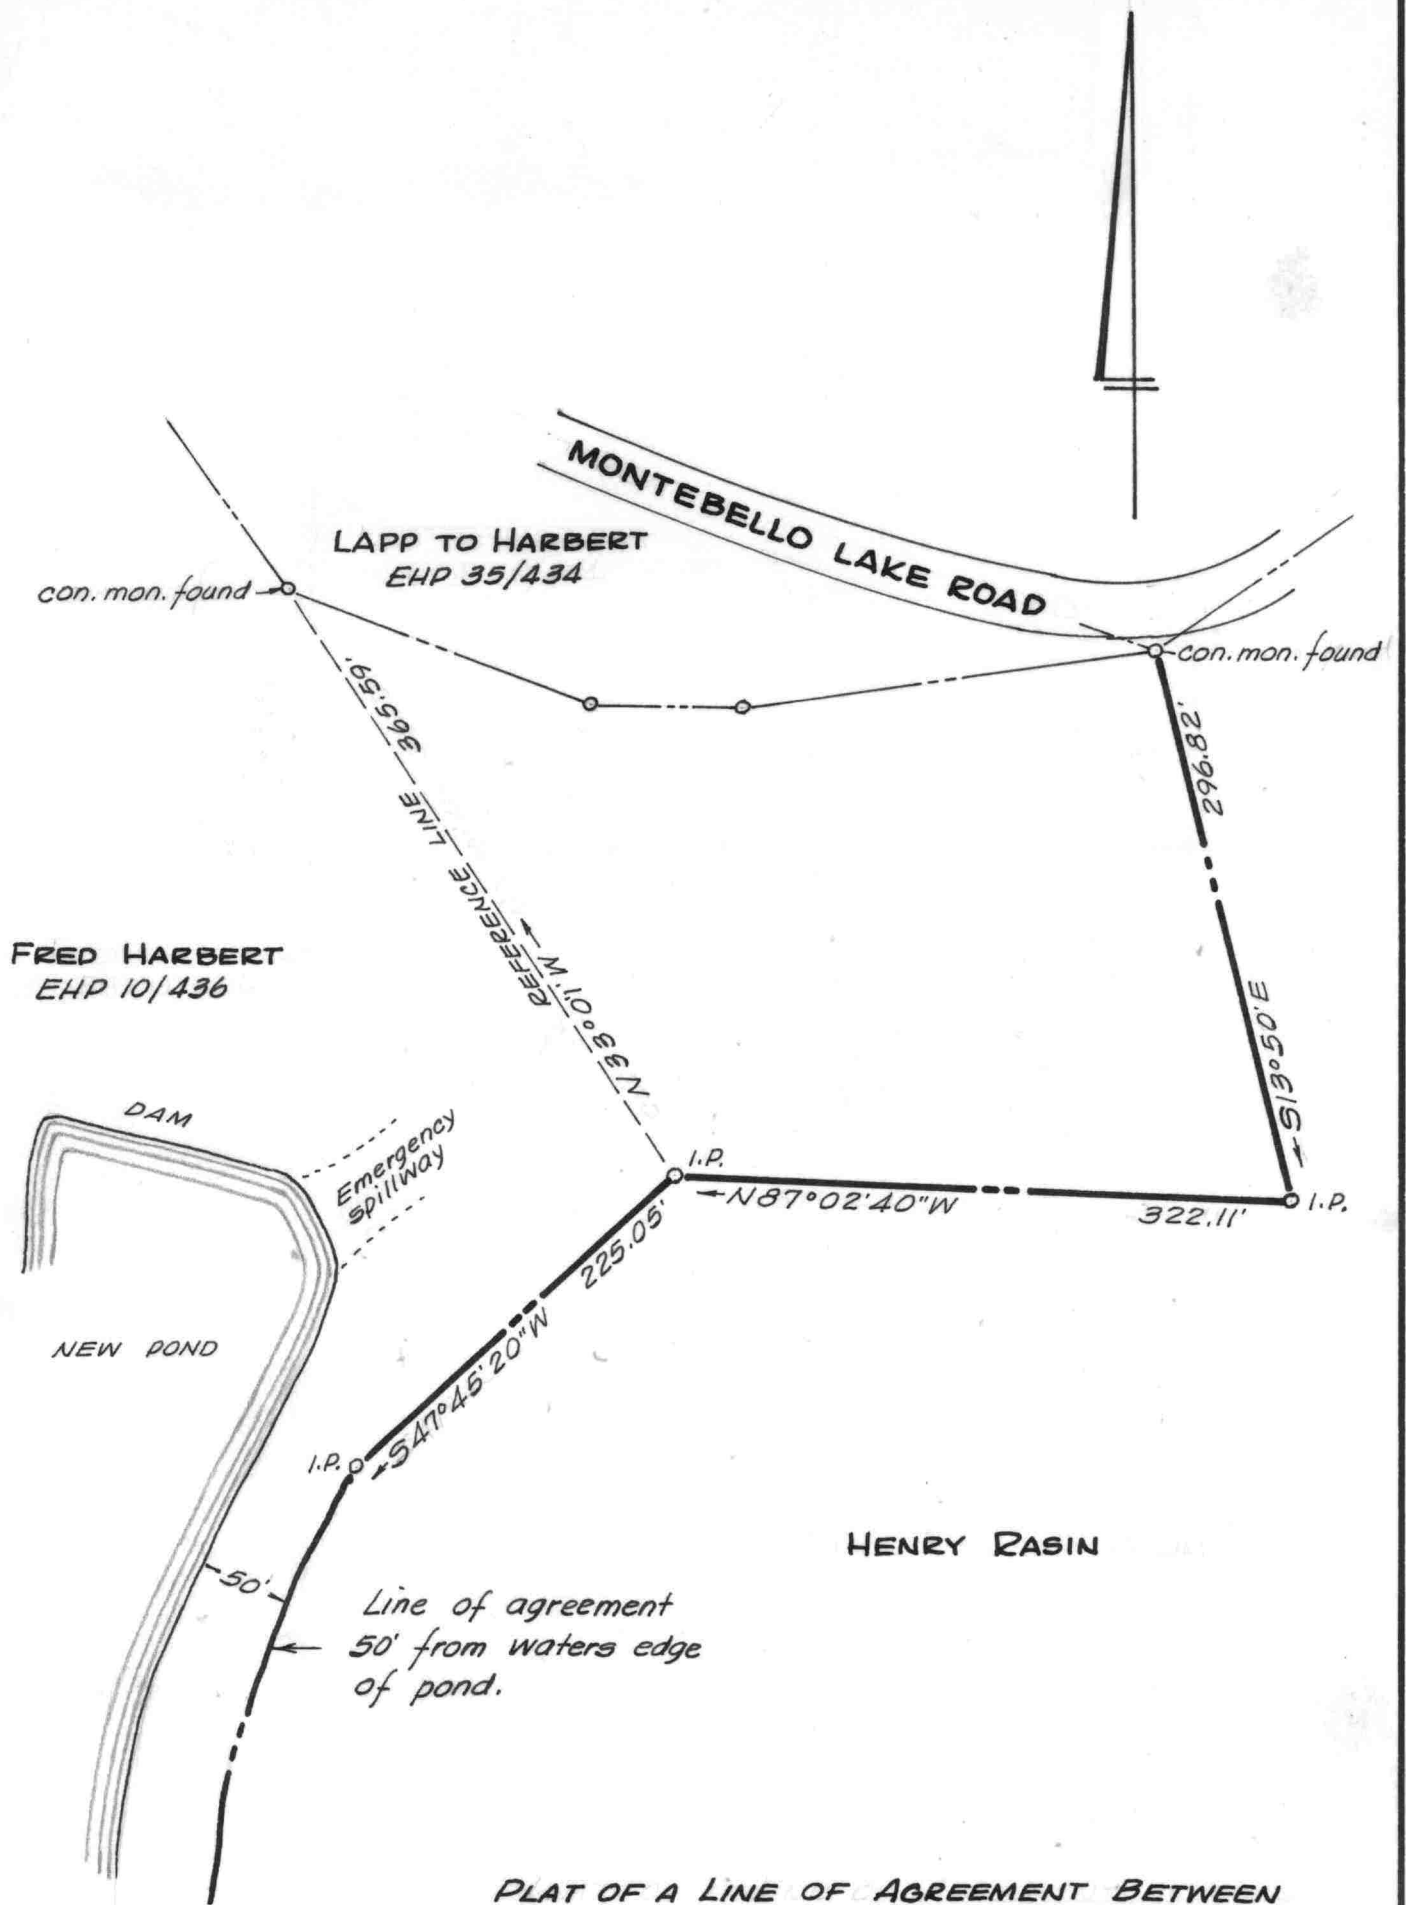 MONTEBELLO LAKE ROAD
LAPP TO HARBERT
EHP 35/434
con. mon. found
con. mon. found
365.59'
296.82'
REFERENCE LINE
N 33°01' W
FRED HARBERT
EHP 10/436
S13°50'E
DAM
Emergency
spillway
I.P.
N87°02'40"W
322.11'
I.P.
225.05'
NEW POND
S47°45'20"W
I.P.
HENRY RASIN
50'
Line of agreement
50' from waters edge
of pond.
PLAT OF A LINE OF AGREEMENT BETWEEN